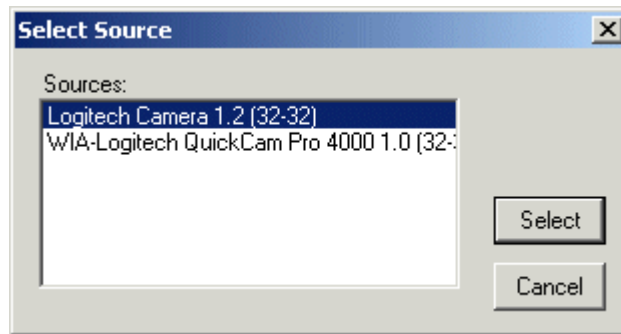 Select Source
Sources:
Logitech Camera 1.2 (32-32)
WIA-Logitech QuickCam Pro 4000 1.0 (32-
Select
Cancel